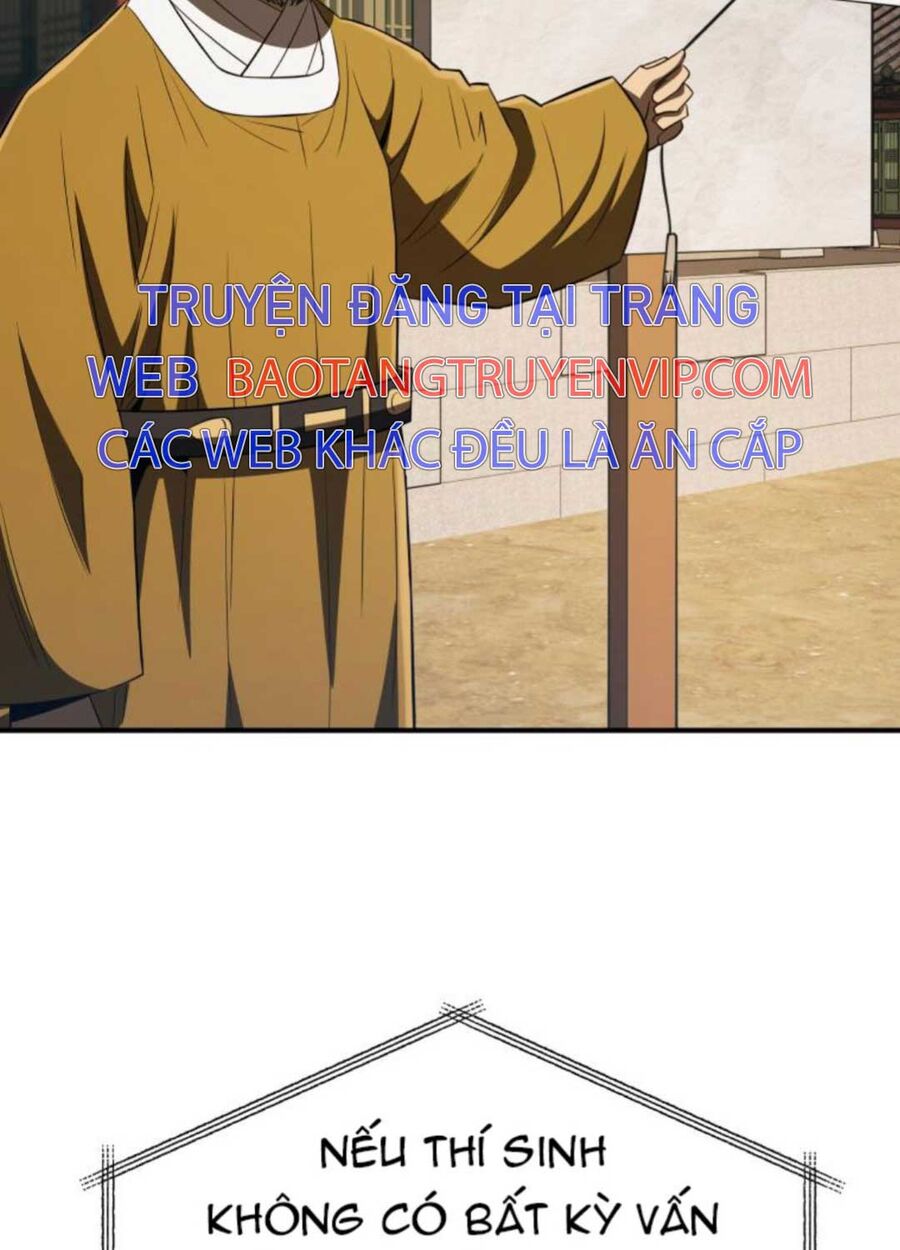 TRUYỆN ĐĂNG TẠI TRANG
WEB BAOTANGTRUYENVIP.COM
CÁC WEB KHÁC ĐỀU LÀ ĂN CẮP
NẾU THÍ SINH
KHÔNG CÓ BẤT KỲ VẤN